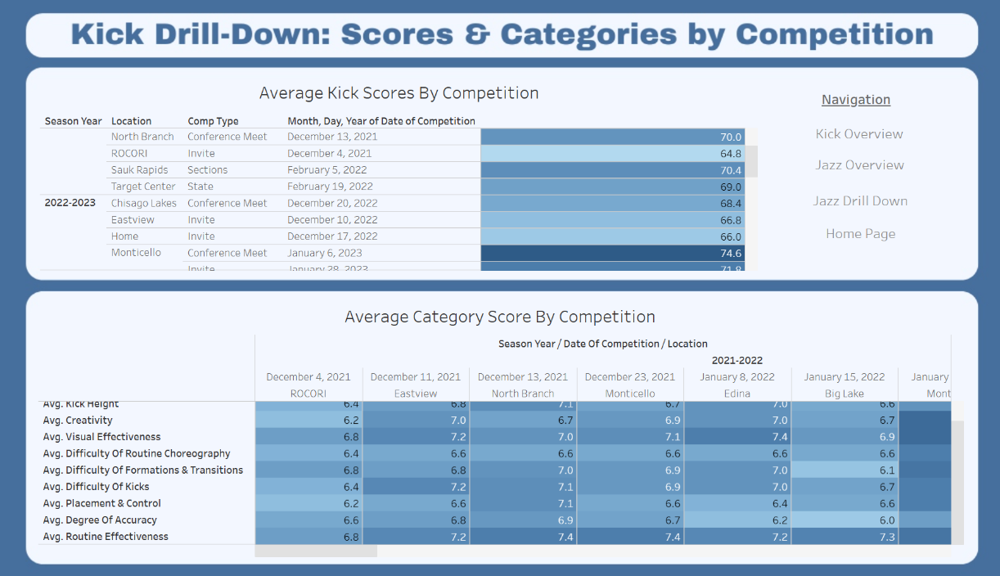 Kick Drill-Down: Scores & Categories by Competition
Average Kick Scores By Competition
Navigation
Kick Overview
Jazz Overview
Jazz Drill Down
Home Page
Season Year Location Comp Type Month, Day, Year of Date of Competition
North Branch Conference Meet December 13, 2021 70.0
ROCORI Invite December 4, 2021 64.8
Sauk Rapids Sections February 5, 2022 70.4
Target Center State February 19, 2022 69.0
2022-2023 Chisago Lakes Conference Meet December 20, 2022 68.4
Eastview Invite December 10, 2022 66.8
Home Invite December 17, 2022 66.0
Monticello Conference Meet January 6, 2023 74.6
Invite January 28, 2023 71.8
Average Category Score By Competition
Season Year / Date Of Competition / Location
2021-2022
December 4, 2021 December 11, 2021 December 13, 2021 December 23, 2021 January 8, 2022 January 15, 2022 January
ROCORI Eastview North Branch Monticello Edina Big Lake Mont
Avg. Kick Height 6.4 6.8 7.1 6.7 7.0 6.6
Avg. Creativity 6.2 7.0 6.7 6.9 7.0 6.7
Avg. Visual Effectiveness 6.8 7.2 7.0 7.1 7.4 6.9
Avg. Difficulty Of Routine Choreography 6.4 6.6 6.6 6.6 6.6 6.6
Avg. Difficulty Of Formations & Transitions 6.8 6.8 7.0 6.9 7.0 6.1
Avg. Difficulty Of Kicks 6.4 7.2 7.1 6.9 7.0 6.7
Avg. Placement & Control 6.2 6.6 7.1 6.6 6.4 6.6
Avg. Degree Of Accuracy 6.6 6.8 6.9 6.7 6.2 6.0
Avg. Routine Effectiveness 6.8 7.2 7.4 7.4 7.2 7.3